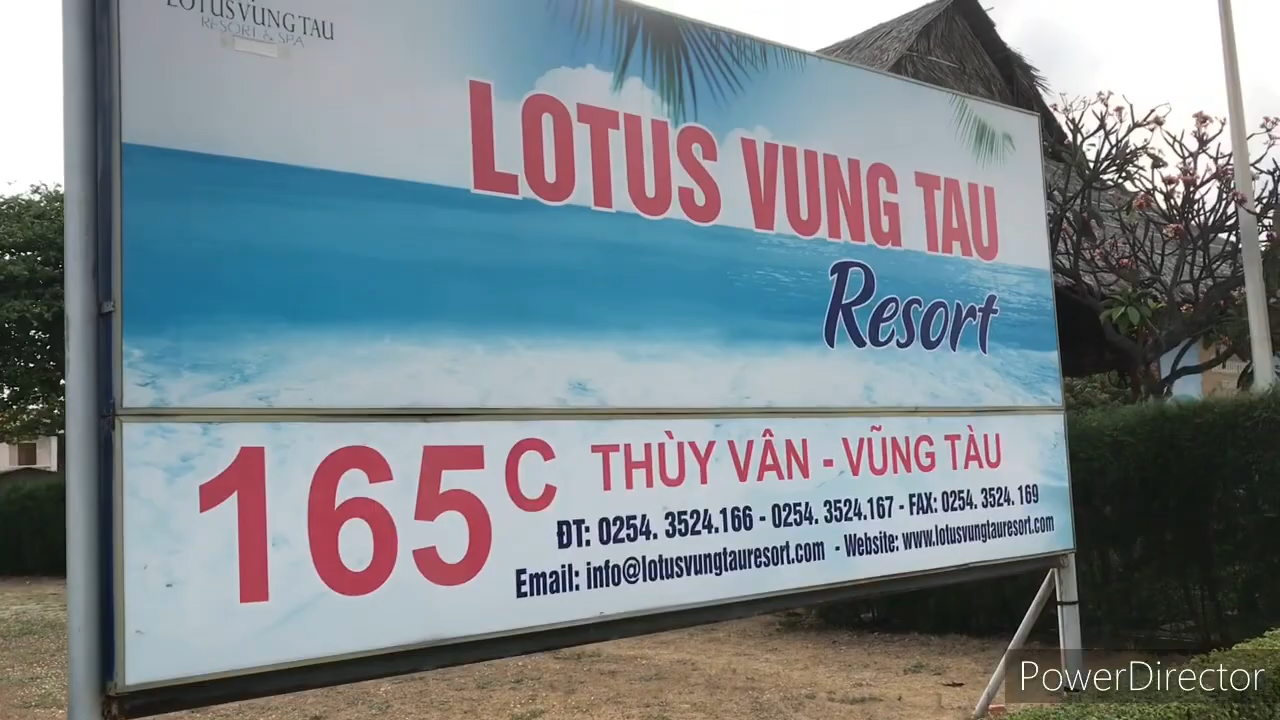 LOTUS VUNG TAU
RESORT & SPA
LOTUS VUNG TAU
Resort
165C THÙY VÂN - VŨNG TÀU
ĐT: 0254. 3524.166 - 0254. 3524.167 - FAX: 0254. 3524. 169
Email: info@lotusvungtauresort.com - Website: www.lotusvungtauresort.com
PowerDirector